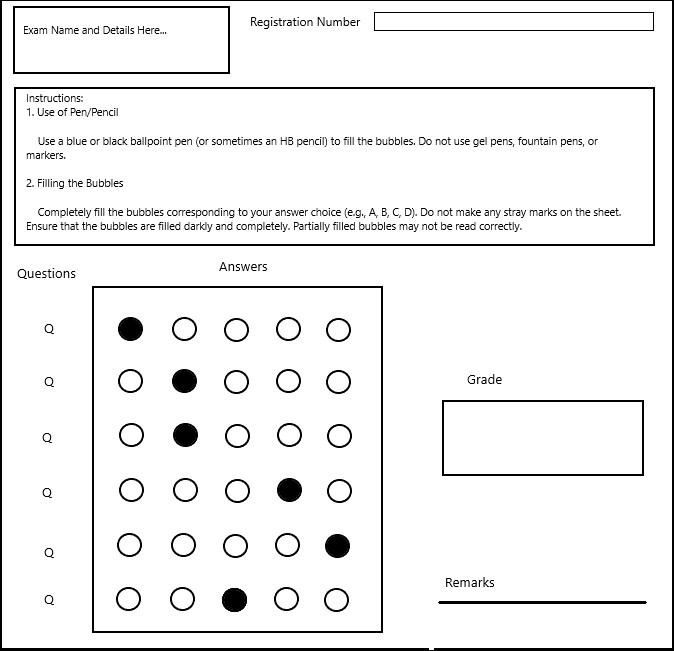 Exam Name and Details Here...
Registration Number
Instructions:
1. Use of Pen/Pencil
Use a blue or black ballpoint pen (or sometimes an HB pencil) to fill the bubbles. Do not use gel pens, fountain pens, or
markers.
2. Filling the Bubbles
Completely fill the bubbles corresponding to your answer choice (e.g., A, B, C, D). Do not make any stray marks on the sheet.
Ensure that the bubbles are filled darkly and completely. Partially filled bubbles may not be read correctly.
Questions
Answers
Q
Q
Q
Q
Q
Q
Grade
Remarks